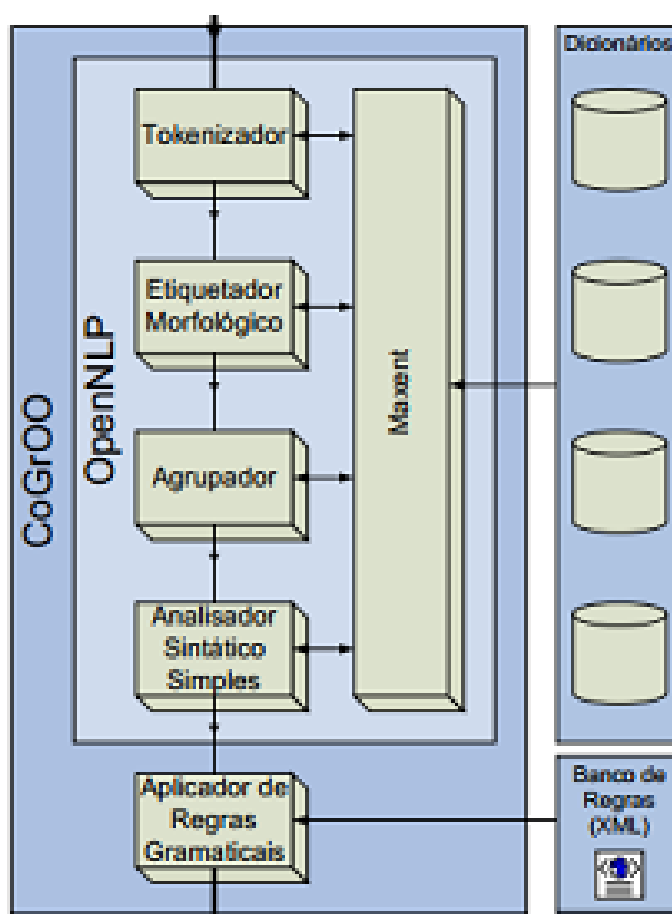 Dicionários
Tokenizador
Etiquetador
Morfológico
Agrupador
Analisador
Sintático
Simples
Maxent
OpenNLP
CoGrOO
Aplicador de
Regras
Gramaticais
Banco de
Regras
(XML)